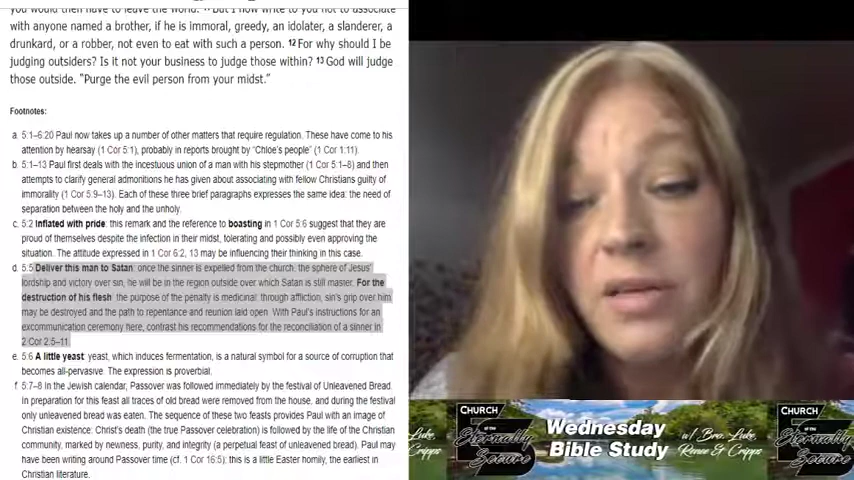 you would then have to leave the world. ¹¹ But I now write to you not to associate
with anyone named a brother, if he is immoral, greedy, an idolater, a slanderer, a
drunkard, or a robber, not even to eat with such a person. ¹² For why should I be
judging outsiders? Is it not your business to judge those within? ¹³ God will judge
those outside. “Purge the evil person from your midst.”
Footnotes:
a. 5:1–6:20 Paul now takes up a number of other matters that require regulation. These have come to his
attention by hearsay (1 Cor 5:1), probably in reports brought by “Chloe’s people” (1 Cor 1:11).
b. 5:1–13 Paul first deals with the incestuous union of a man with his stepmother (1 Cor 5:1–8) and then
attempts to clarify general admonitions he has given about associating with fellow Christians guilty of
immorality (1 Cor 5:9–13). Each of these three brief paragraphs expresses the same idea: the need of
separation between the holy and the unholy.
c. 5:2 Inflated with pride: this remark and the reference to boasting in 1 Cor 5:6 suggest that they are
proud of themselves despite the infection in their midst, tolerating and possibly even approving the
situation. The attitude expressed in 1 Cor 6:2, 13 may be influencing their thinking in this case.
d. 5:5 Deliver this man to Satan: once the sinner is expelled from the church, the sphere of Jesus’
lordship and victory over sin, he will be in the region outside over which Satan is still master. For the
destruction of his flesh: the purpose of the penalty is medicinal: through affliction, sin’s grip over him
may be destroyed and the path to repentance and reunion laid open. With Paul’s instructions for an
excommunication ceremony here, contrast his recommendations for the reconciliation of a sinner in
2 Cor 2:5–11.
e. 5:6 A little yeast: yeast, which induces fermentation, is a natural symbol for a source of corruption that
becomes all-pervasive. The expression is proverbial.
f. 5:7–8 In the Jewish calendar, Passover was followed immediately by the festival of Unleavened Bread.
In preparation for this feast all traces of old bread were removed from the house, and during the festival
only unleavened bread was eaten. The sequence of these two feasts provides Paul with an image of
Christian existence: Christ’s death (the true Passover celebration) is followed by the life of the Christian
community, marked by newness, purity, and integrity (a perpetual feast of unleavened bread). Paul may
have been writing around Passover time (cf. 1 Cor 16:5); this is a little Easter homily, the earliest in
Christian literature.
Luke,
Cripps
CHURCH
OF THE
Eternally
Secure
Wednesday
Bible Study
w/ Bro. Luke,
Renee & Cripps
CHURCH
OF THE
Eternally
Secure